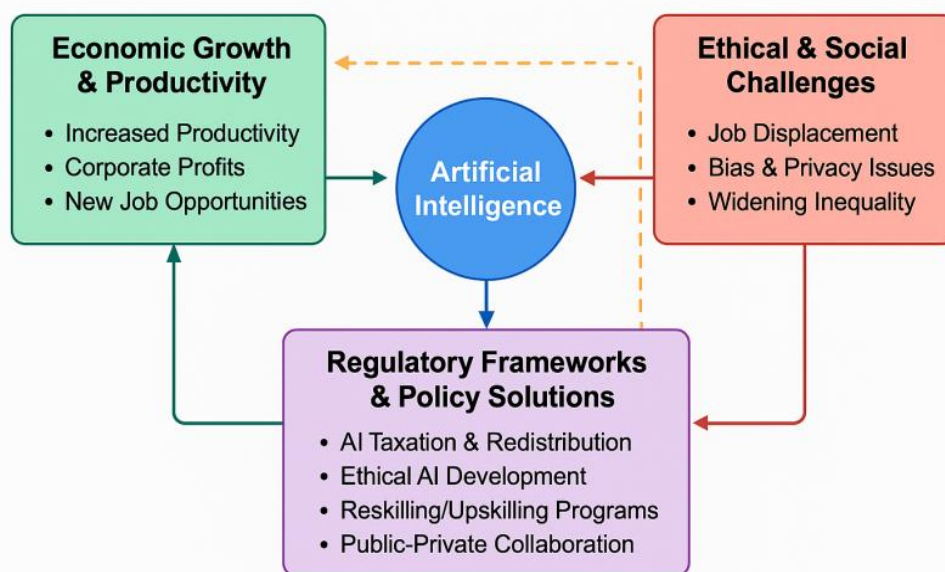 Economic Growth
& Productivity
• Increased Productivity
• Corporate Profits
• New Job Opportunities
Artificial
Intelligence
Ethical & Social
Challenges
• Job Displacement
• Bias & Privacy Issues
• Widening Inequality
Regulatory Frameworks
& Policy Solutions
• AI Taxation & Redistribution
• Ethical AI Development
• Reskilling/Upskilling Programs
• Public-Private Collaboration